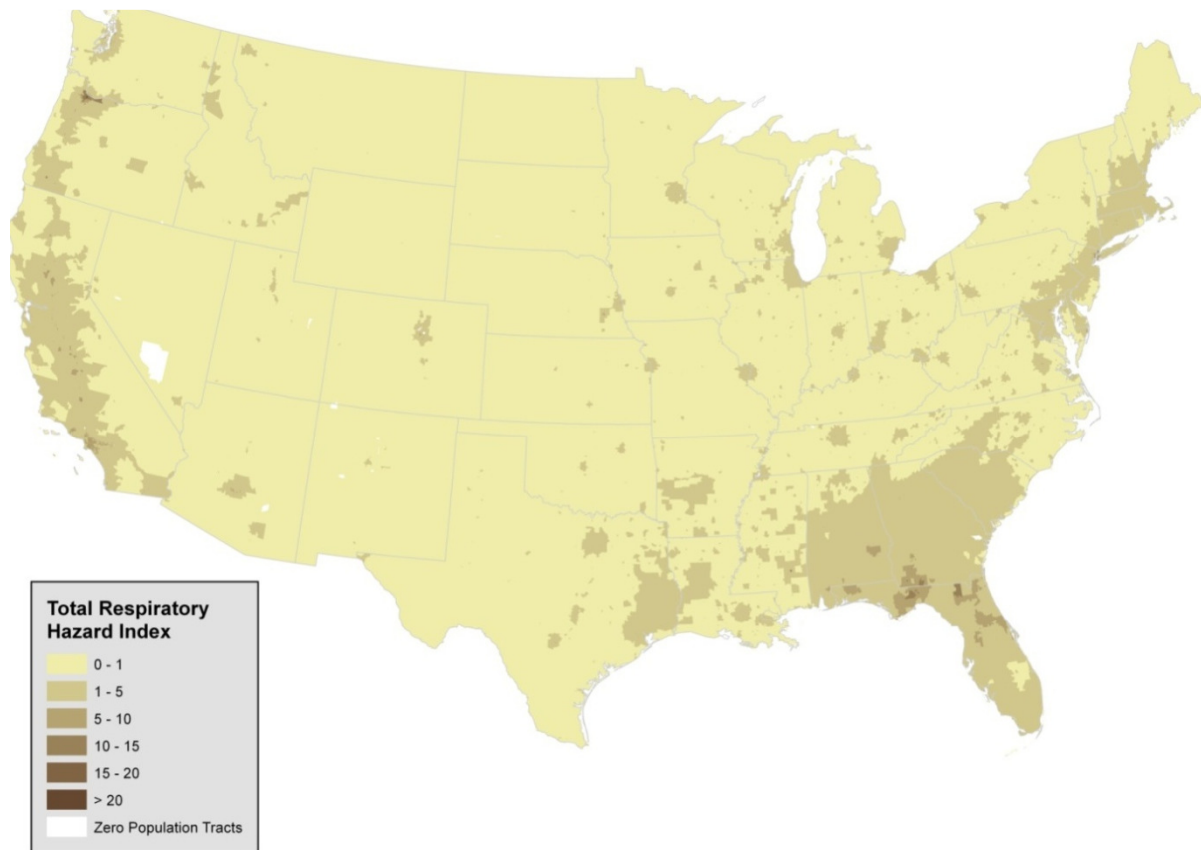 Total Respiratory
Hazard Index
0 - 1
1 - 5
5 - 10
10 - 15
15 - 20
> 20
Zero Population Tracts